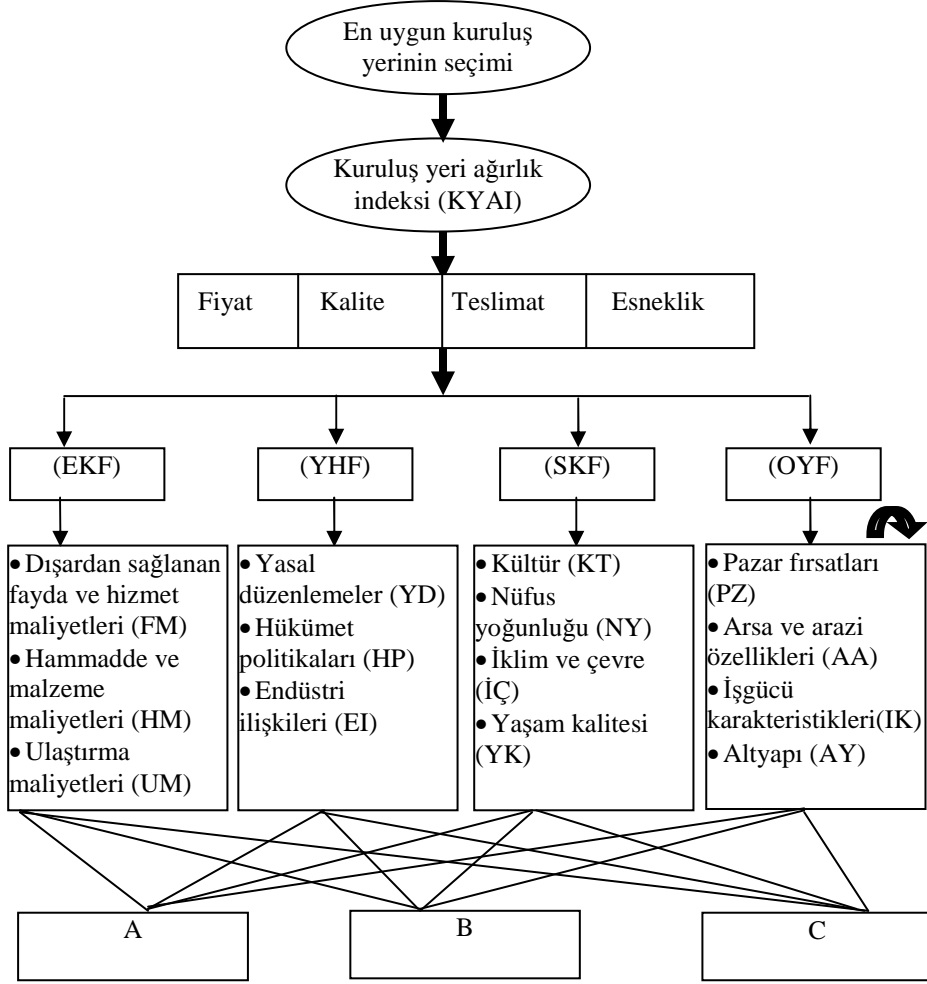 En uygun kuruluş
yerinin seçimi
Kuruluş yeri ağırlık
indeksi (KYAI)
Fiyat Kalite Teslimat Esneklik
(EKF) (YHF) (SKF) (OYF)
• Dışardan sağlanan
fayda ve hizmet
maliyetleri (FM)
• Hammadde ve
malzeme
maliyetleri (HM)
• Ulaştırma
maliyetleri (UM)
• Yasal
düzenlemeler (YD)
• Hükümet
politikaları (HP)
• Endüstri
ilişkileri (EI)
• Kültür (KT)
• Nüfus
yoğunluğu (NY)
• İklim ve çevre
(İÇ)
• Yaşam kalitesi
(YK)
• Pazar fırsatları
(PZ)
• Arsa ve arazi
özellikleri (AA)
• İşgücü
karakteristikleri(IK)
• Altyapı (AY)
A B C